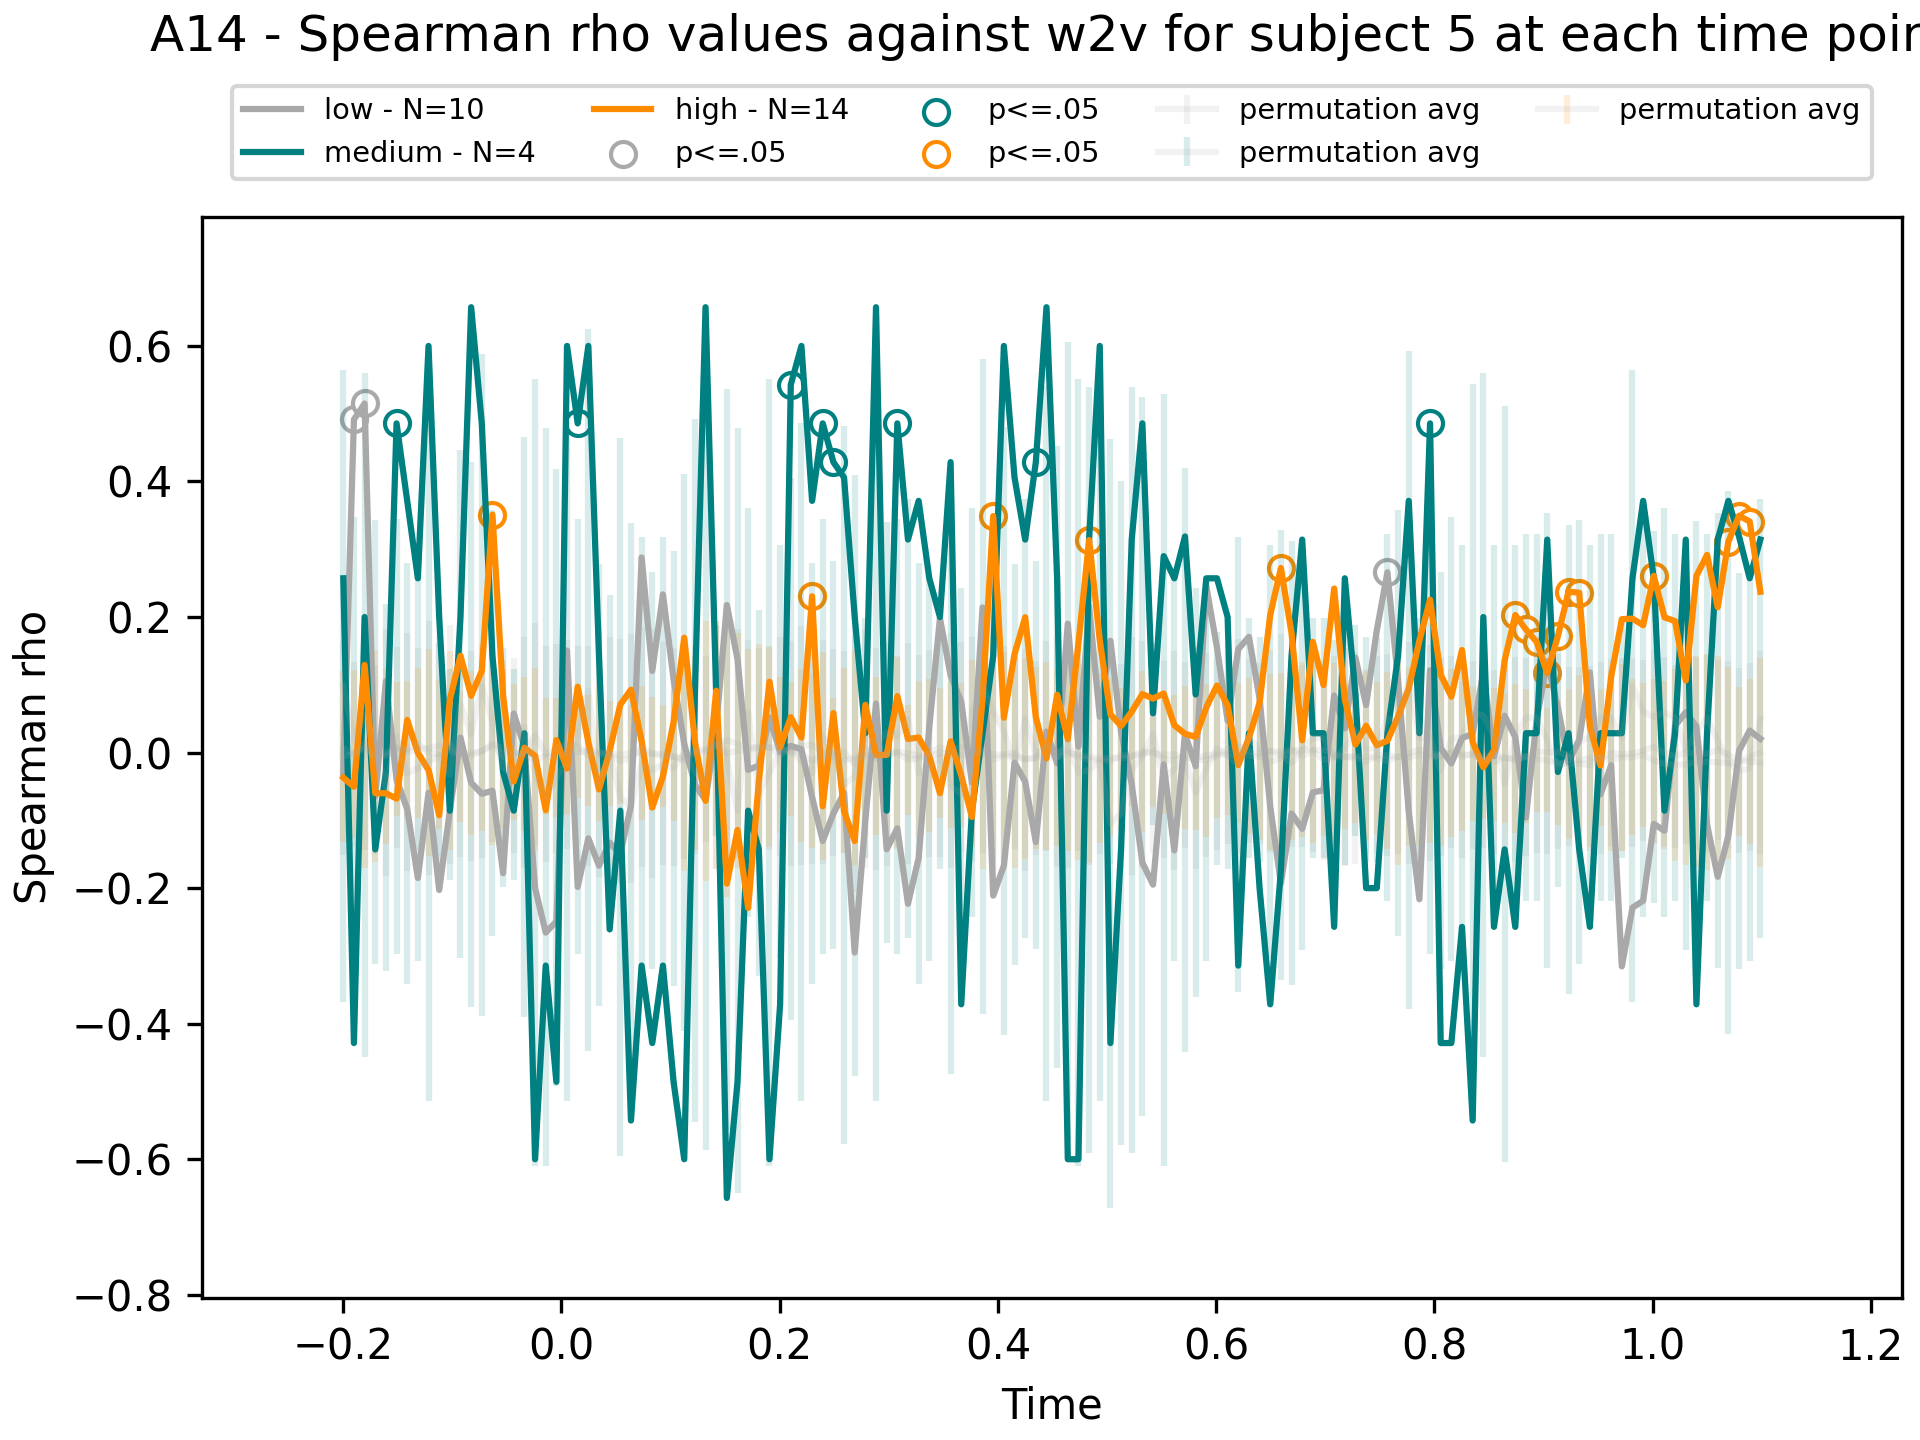 A14 - Spearman rho values against w2v for subject 5 at each time poin
low - N=10
medium - N=4
high - N=14
p<=.05
p<=.05
p<=.05
permutation avg
permutation avg
permutation avg
Spearman rho
0.6
0.4
0.2
0.0
−0.2
−0.4
−0.6
−0.8
−0.2 0.0 0.2 0.4 0.6 0.8 1.0 1.2
Time